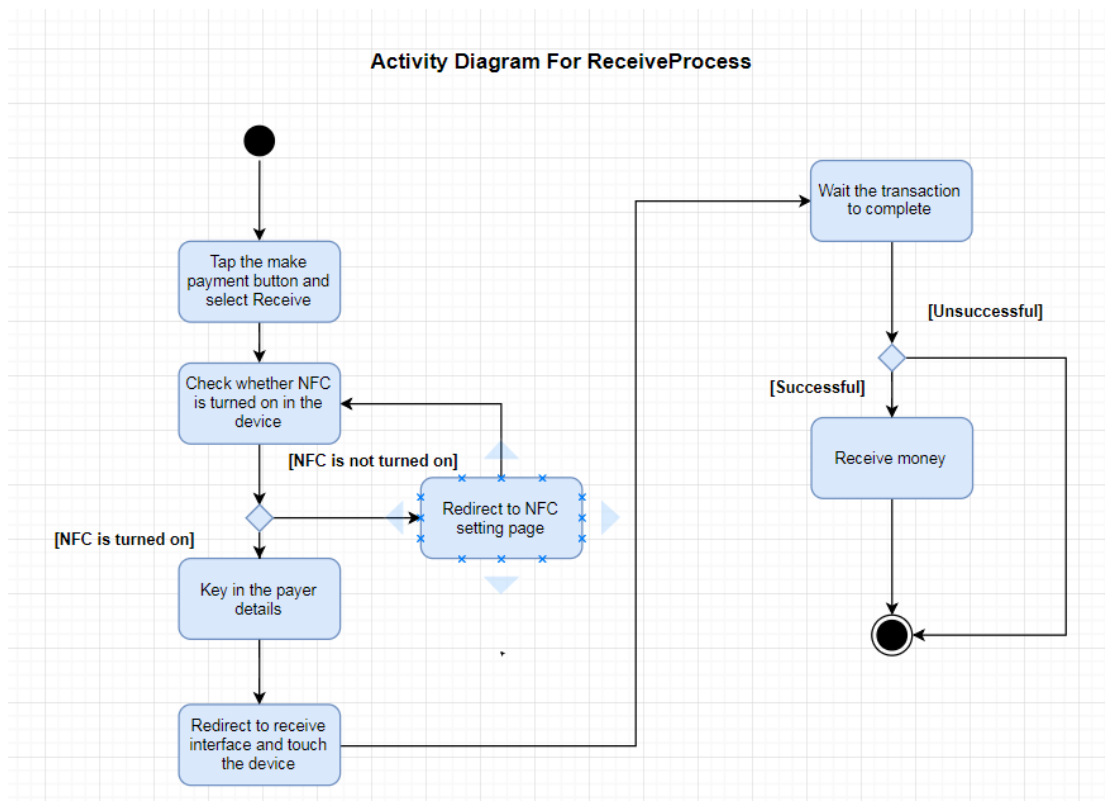 Activity Diagram For ReceiveProcess
Tap the make
payment button and
select Receive
Check whether NFC
is turned on in the
device
[NFC is not turned on]
Redirect to NFC
setting page
[NFC is turned on]
Key in the payer
details
Redirect to receive
interface and touch
the device
Wait the transaction
to complete
[Unsuccessful]
[Successful]
Receive money